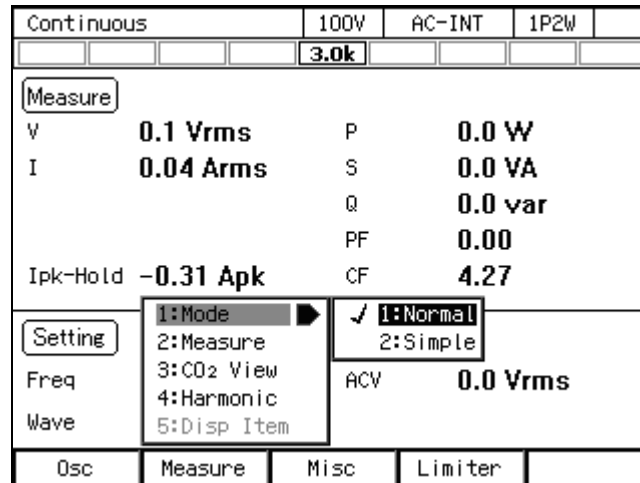 Continuous 100V AC-INT 1P2W
3.0k
Measure
V 0.1 Vrms P 0.0 W
I 0.04 Arms S 0.0 VA
Q 0.0 var
PF 0.00
Ipk-Hold -0.31 Apk CF 4.27
1:Mode ✓ 1:Normal
Setting 2:Measure 2:Simple
3:CO₂ View
Freq ACV 0.0 Vrms
4:Harmonic
Wave 5:Disp Item
Osc Measure Misc Limiter